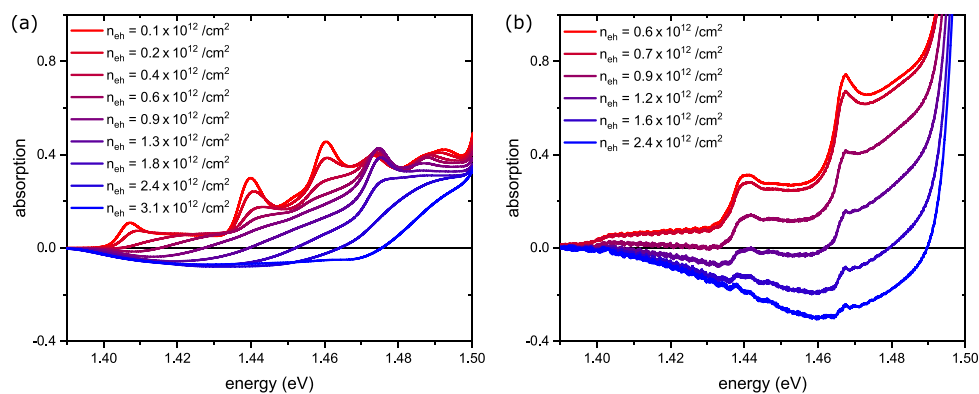 (a)
n_eh = 0.1 x 10^12 /cm^2
n_eh = 0.2 x 10^12 /cm^2
n_eh = 0.4 x 10^12 /cm^2
n_eh = 0.6 x 10^12 /cm^2
n_eh = 0.9 x 10^12 /cm^2
n_eh = 1.3 x 10^12 /cm^2
n_eh = 1.8 x 10^12 /cm^2
n_eh = 2.4 x 10^12 /cm^2
n_eh = 3.1 x 10^12 /cm^2
0.8
0.4
0.0
-0.4
absorption
1.40 1.42 1.44 1.46 1.48 1.50
energy (eV)
(b)
n_eh = 0.6 x 10^12 /cm^2
n_eh = 0.7 x 10^12 /cm^2
n_eh = 0.9 x 10^12 /cm^2
n_eh = 1.2 x 10^12 /cm^2
n_eh = 1.6 x 10^12 /cm^2
n_eh = 2.4 x 10^12 /cm^2
0.8
0.4
0.0
-0.4
absorption
1.40 1.42 1.44 1.46 1.48 1.50
energy (eV)